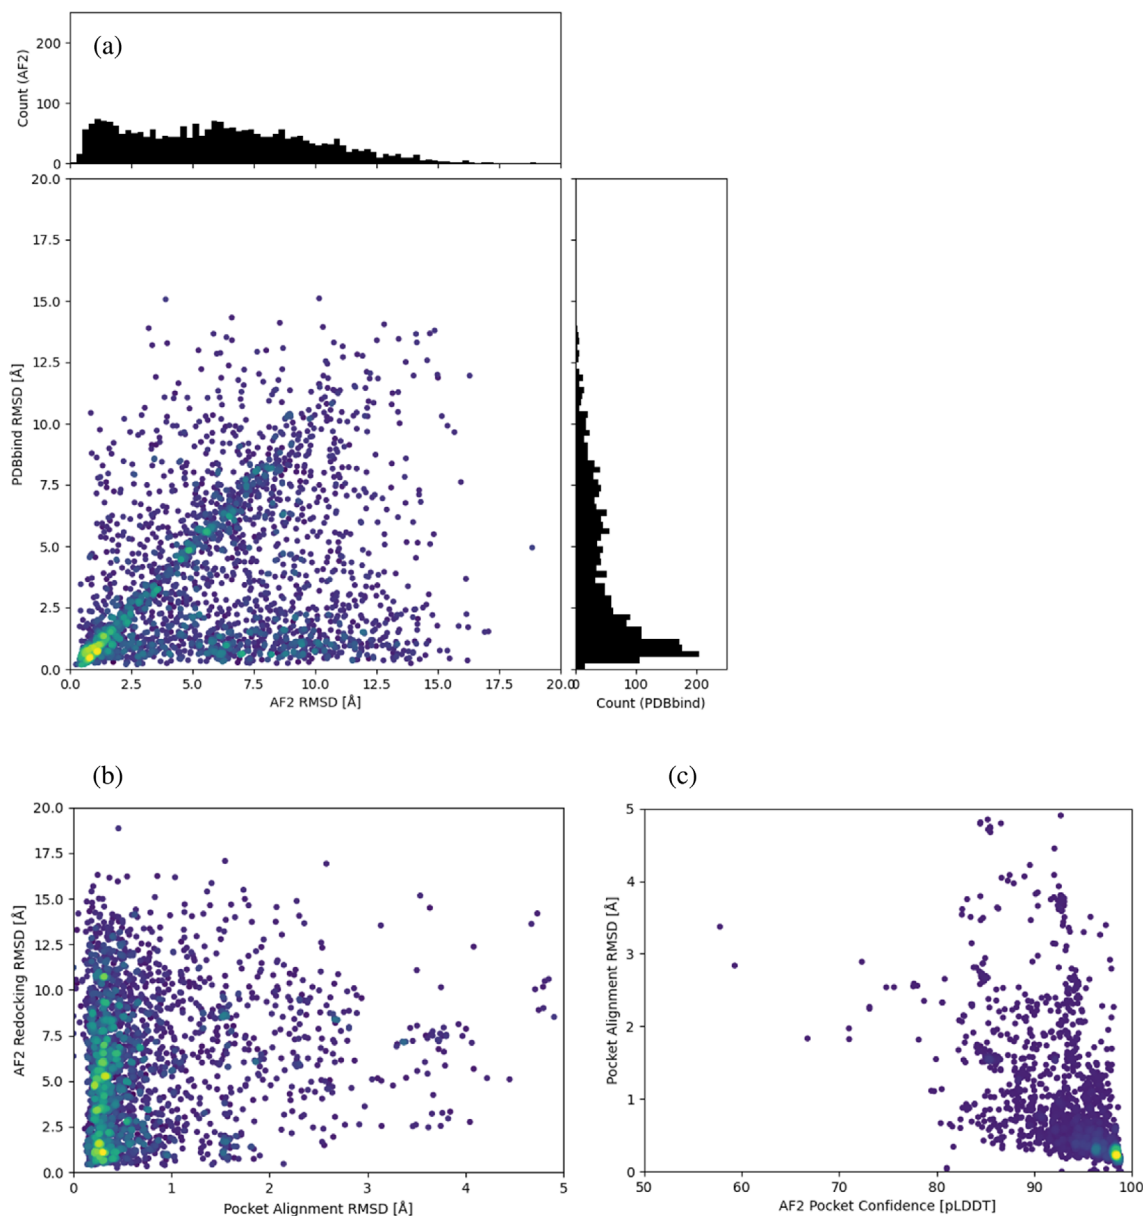 (a)
Count (AF2)
200
100
0
20.0
17.5
15.0
12.5
10.0
7.5
5.0
2.5
0.0
PDBbind RMSD [Å]
0.0 2.5 5.0 7.5 10.0 12.5 15.0 17.5 20.0
AF2 RMSD [Å]
0 100 200
Count (PDBbind)
(b)
20.0
17.5
15.0
12.5
10.0
7.5
5.0
2.5
0.0
AF2 Redocking RMSD [Å]
0 1 2 3 4 5
Pocket Alignment RMSD [Å]
(c)
5
4
3
2
1
0
Pocket Alignment RMSD [Å]
50 60 70 80 90 100
AF2 Pocket Confidence [pLDDT]